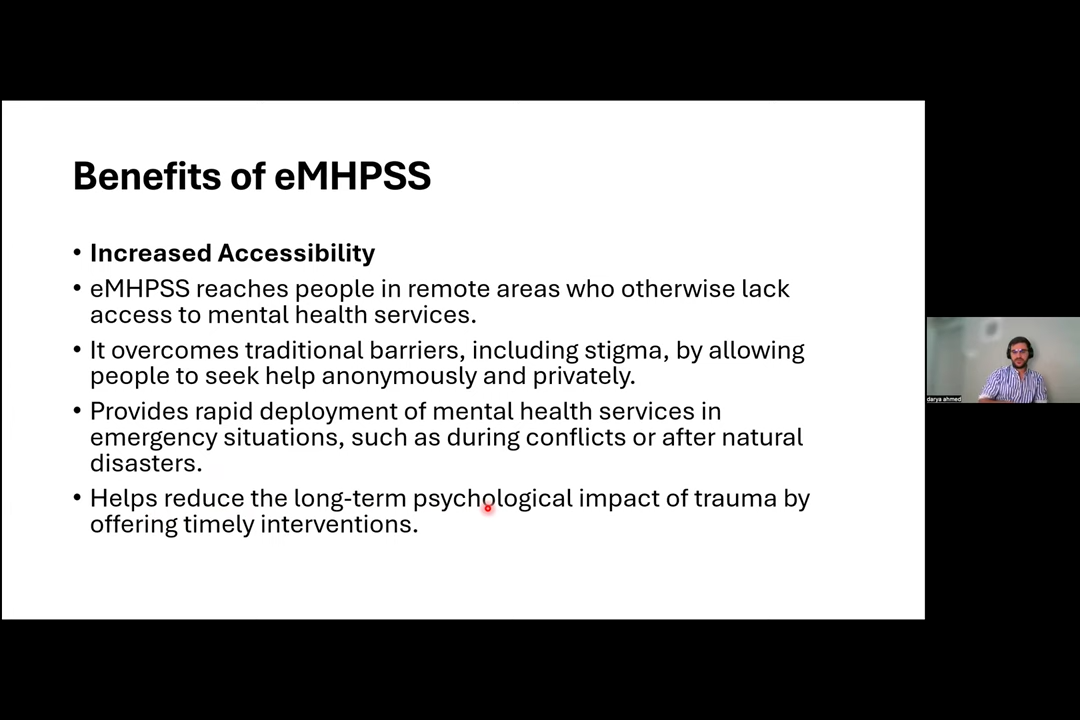 Benefits of eMHPSS
• Increased Accessibility
• eMHPSS reaches people in remote areas who otherwise lack
access to mental health services.
• It overcomes traditional barriers, including stigma, by allowing
people to seek help anonymously and privately.
• Provides rapid deployment of mental health services in
emergency situations, such as during conflicts or after natural
disasters.
• Helps reduce the long-term psychological impact of trauma by
offering timely interventions.
darya ahmed